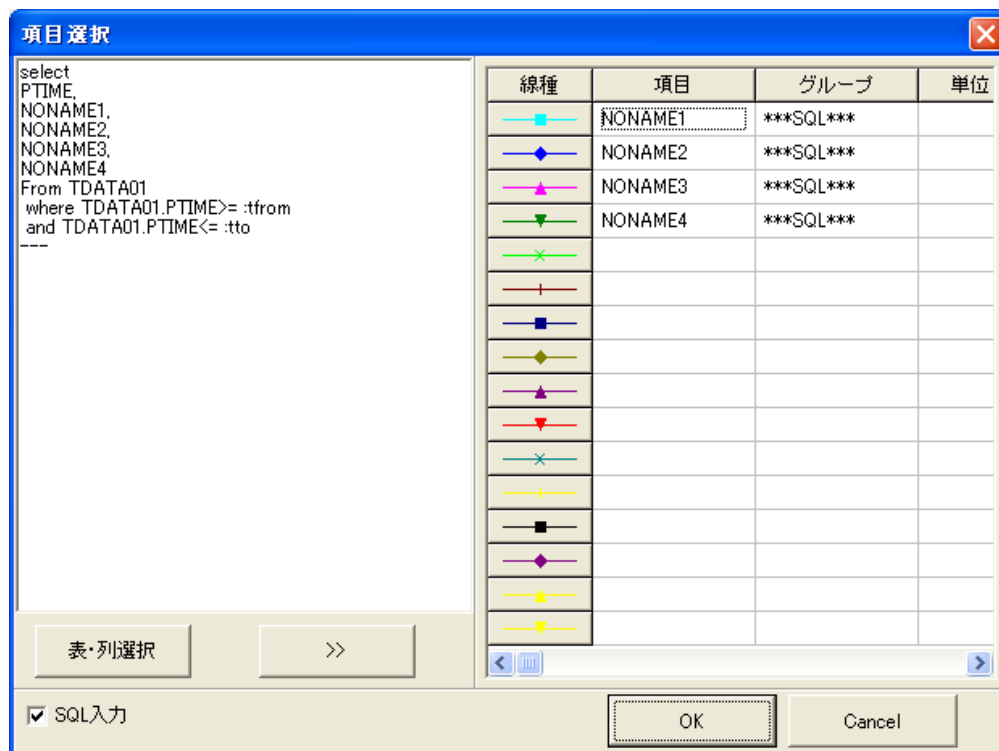 項目選択
select
PTIME,
NONAME1,
NONAME2,
NONAME3,
NONAME4
From TDATA01
where TDATA01.PTIME>= :tfrom
and TDATA01.PTIME<= :tto
---
線種 項目 グループ 単位
NONAME1 ***SQL***
NONAME2 ***SQL***
NONAME3 ***SQL***
NONAME4 ***SQL***
表・列選択 >>
SQL入力 OK Cancel